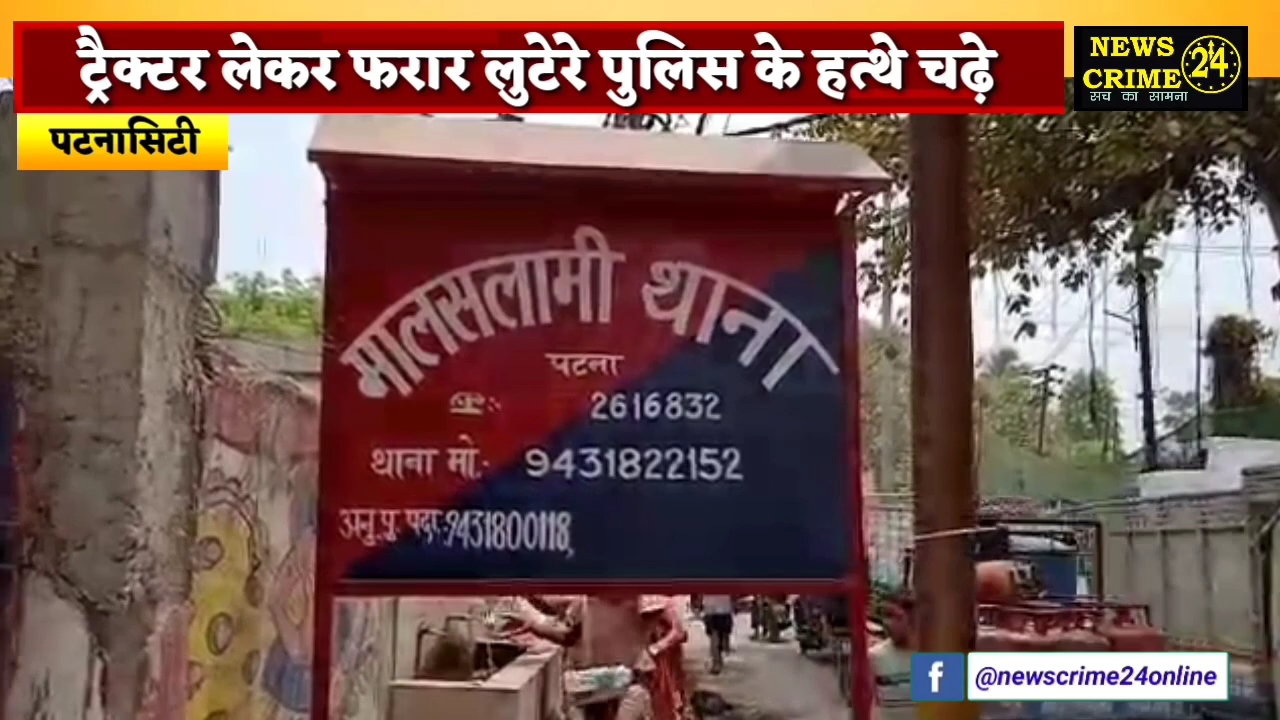 ट्रैक्टर लेकर फरार लुटेरे पुलिस के हत्थे चढ़े
NEWS
CRIME 24
सच का सामना
पटनासिटी
मालसलामी थाना
पटना
2616832
थाना मो.- 9431822152
अनु.पु. पदा.-9431800118,
@newscrime24online